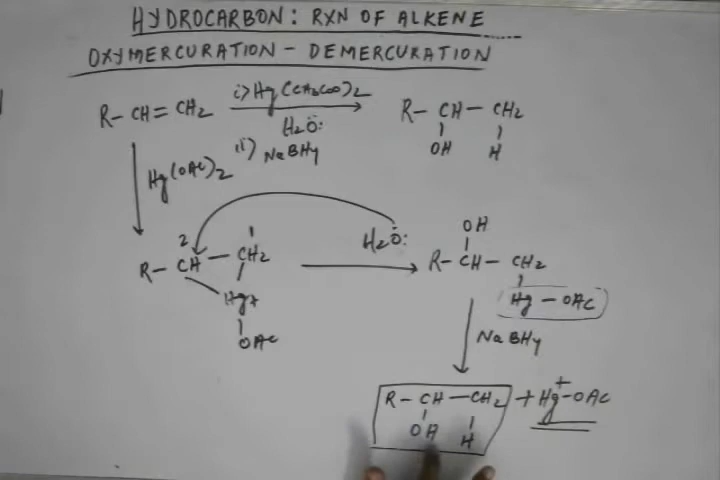 HYDROCARBON: RXN OF ALKENE
OXYMERCURATION - DEMERCURATION
R- CH = CH2
i) Hg(CH3COO)2
H2O:
ii) NaBH4
R- CH - CH2
OH H
Hg(OAc)2
2 1
R- CH - CH2
Hg+
OAc
H2O:
OH
R- CH - CH2
Hg - OAc
NaBH4
R- CH - CH2 + Hg+-OAc
OH H